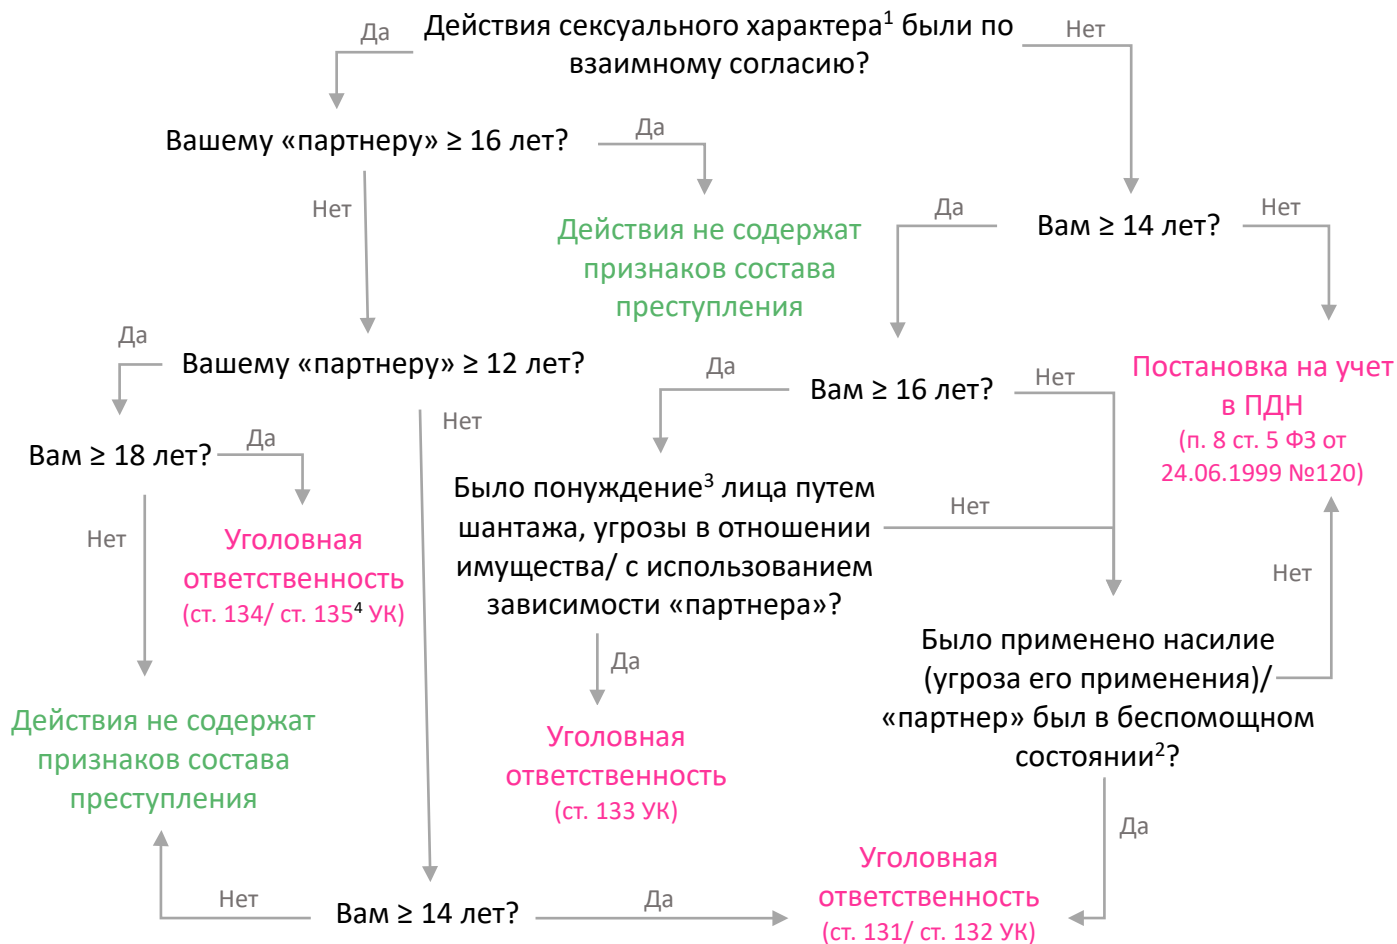 Да
Действия сексуального характера¹ были по
взаимному согласию?
Нет
Вашему «партнеру» ≥ 16 лет?
Да
Нет
Действия не содержат
признаков состава
преступления
Да
Вам ≥ 14 лет?
Нет
Да
Вашему «партнеру» ≥ 12 лет?
Нет
Да
Вам ≥ 16 лет?
Нет
Постановка на учет
в ПДН
(п. 8 ст. 5 ФЗ от
24.06.1999 №120)
Вам ≥ 18 лет?
Да
Нет
Уголовная
ответственность
(ст. 134/ ст. 135⁴ УК)
Было понуждение³ лица путем
шантажа, угрозы в отношении
имущества/ с использованием
зависимости «партнера»?
Нет
Да
Нет
Было применено насилие
(угроза его применения)/
«партнер» был в беспомощном
состоянии²?
Действия не содержат
признаков состава
преступления
Уголовная
ответственность
(ст. 133 УК)
Да
Нет
Вам ≥ 14 лет?
Да
Уголовная
ответственность
(ст. 131/ ст. 132 УК)